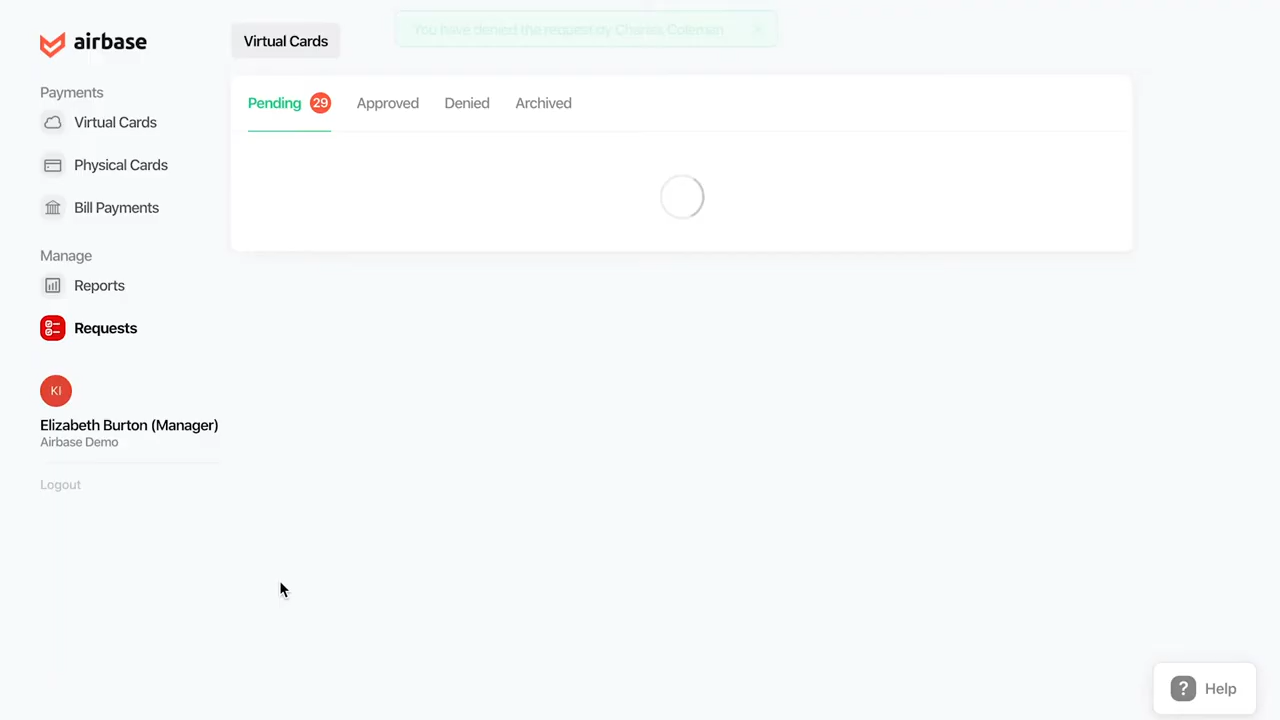 airbase
Virtual Cards
You have denied the request by Charles Coleman
Payments
Virtual Cards
Physical Cards
Bill Payments
Manage
Reports
Requests
KI
Elizabeth Burton (Manager)
Airbase Demo
Logout
Pending 29 Approved Denied Archived
? Help